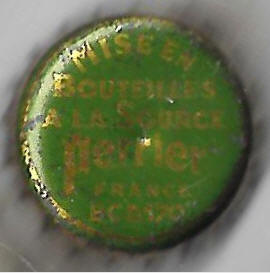 MISE EN
BOUTEILLES
A LA SOURCE
Perrier
FRANCE